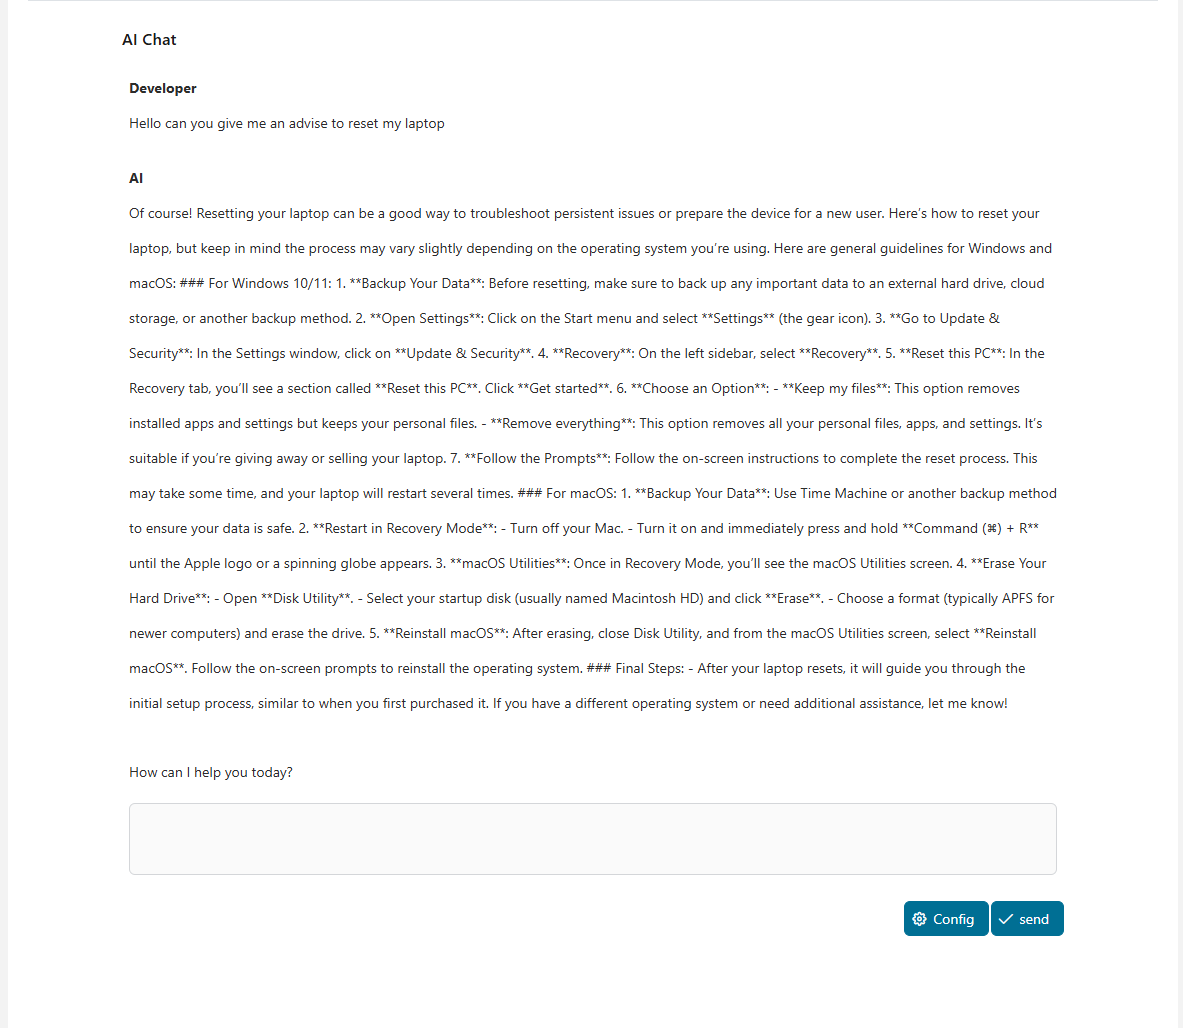 AI Chat
Developer
Hello can you give me an advise to reset my laptop
AI
Of course! Resetting your laptop can be a good way to troubleshoot persistent issues or prepare the device for a new user. Here’s how to reset your
laptop, but keep in mind the process may vary slightly depending on the operating system you’re using. Here are general guidelines for Windows and
macOS: ### For Windows 10/11: 1. **Backup Your Data**: Before resetting, make sure to back up any important data to an external hard drive, cloud
storage, or another backup method. 2. **Open Settings**: Click on the Start menu and select **Settings** (the gear icon). 3. **Go to Update &
Security**: In the Settings window, click on **Update & Security**. 4. **Recovery**: On the left sidebar, select **Recovery**. 5. **Reset this PC**: In the
Recovery tab, you’ll see a section called **Reset this PC**. Click **Get started**. 6. **Choose an Option**: - **Keep my files**: This option removes
installed apps and settings but keeps your personal files. - **Remove everything**: This option removes all your personal files, apps, and settings. It’s
suitable if you’re giving away or selling your laptop. 7. **Follow the Prompts**: Follow the on-screen instructions to complete the reset process. This
may take some time, and your laptop will restart several times. ### For macOS: 1. **Backup Your Data**: Use Time Machine or another backup method
to ensure your data is safe. 2. **Restart in Recovery Mode**: - Turn off your Mac. - Turn it on and immediately press and hold **Command (⌘) + R**
until the Apple logo or a spinning globe appears. 3. **macOS Utilities**: Once in Recovery Mode, you’ll see the macOS Utilities screen. 4. **Erase Your
Hard Drive**: - Open **Disk Utility**. - Select your startup disk (usually named Macintosh HD) and click **Erase**. - Choose a format (typically APFS for
newer computers) and erase the drive. 5. **Reinstall macOS**: After erasing, close Disk Utility, and from the macOS Utilities screen, select **Reinstall
macOS**. Follow the on-screen prompts to reinstall the operating system. ### Final Steps: - After your laptop resets, it will guide you through the
initial setup process, similar to when you first purchased it. If you have a different operating system or need additional assistance, let me know!
How can I help you today?
Config send